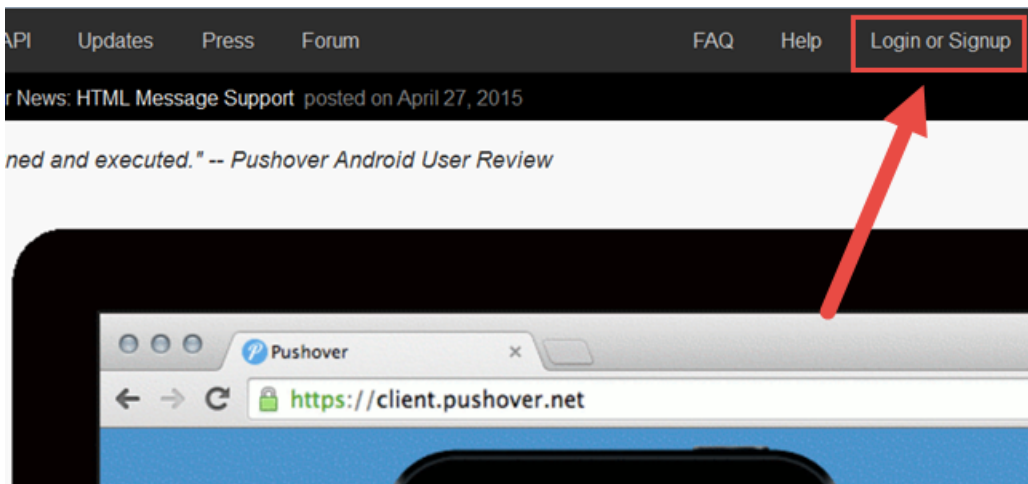 API Updates Press Forum FAQ Help Login or Signup
r News: HTML Message Support posted on April 27, 2015
ned and executed." -- Pushover Android User Review
Pushover
https://client.pushover.net